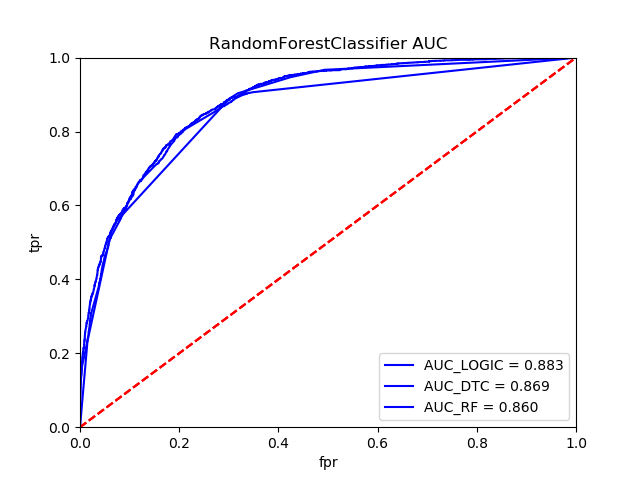 RandomForestClassifier AUC
1.0
0.8
0.6
0.4
0.2
0.0
tpr
AUC_LOGIC = 0.883
AUC_DTC = 0.869
AUC_RF = 0.860
0.0 0.2 0.4 0.6 0.8 1.0
fpr